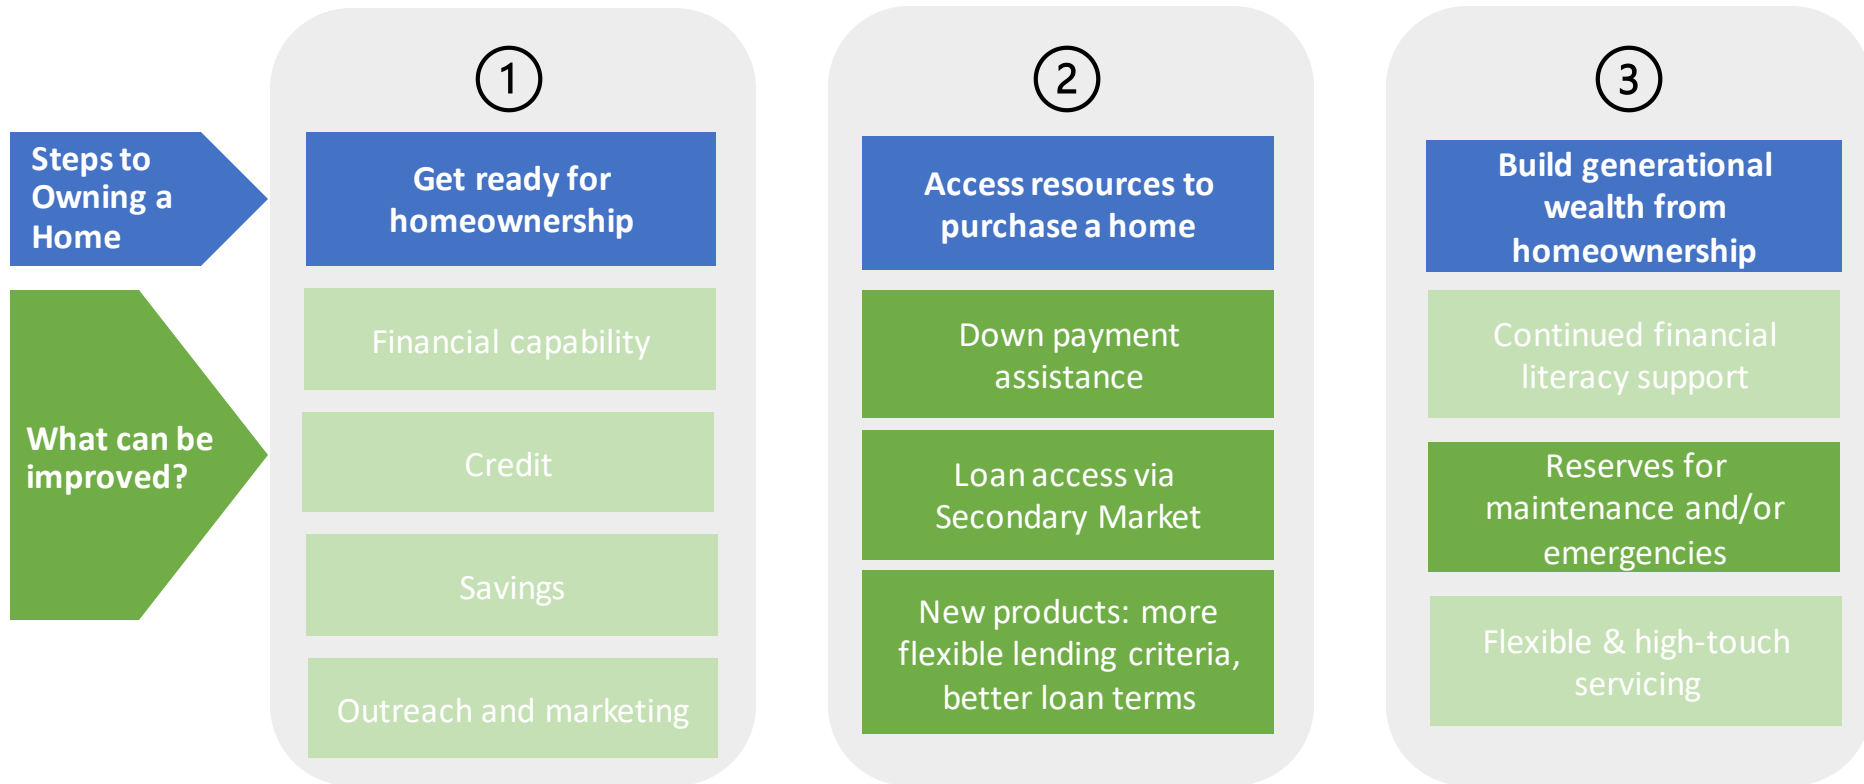 Steps to
Owning a
Home
What can be
improved?
1
Get ready for
homeownership
Financial capability
Credit
Savings
Outreach and marketing
2
Access resources to
purchase a home
Down payment
assistance
Loan access via
Secondary Market
New products: more
flexible lending criteria,
better loan terms
3
Build generational
wealth from
homeownership
Continued financial
literacy support
Reserves for
maintenance and/or
emergencies
Flexible & high-touch
servicing